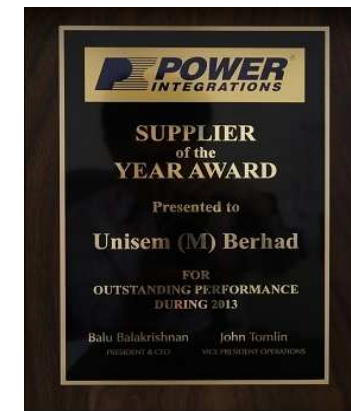 POWER
INTEGRATIONS
SUPPLIER
of the
YEAR AWARD
Presented to
Unisem (M) Berhad
FOR
OUTSTANDING PERFORMANCE
DURING 2013
Balu Balakrishnan John Tomlin
PRESIDENT & CEO VICE PRESIDENT OPERATIONS